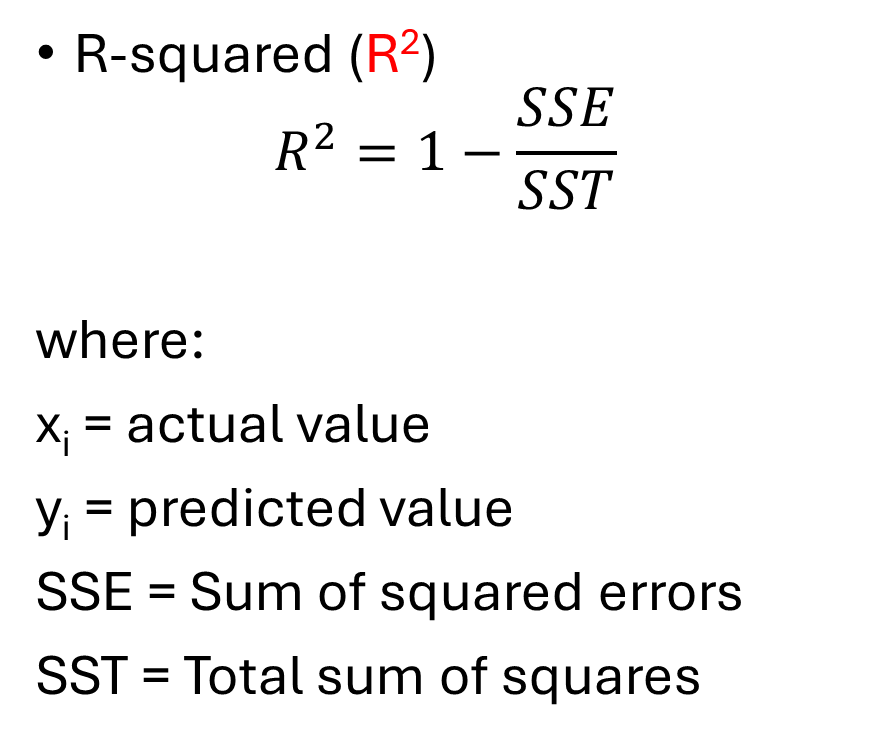 • R-squared (R²)
R² = 1 − SSE/SST
where:
xᵢ = actual value
yᵢ = predicted value
SSE = Sum of squared errors
SST = Total sum of squares